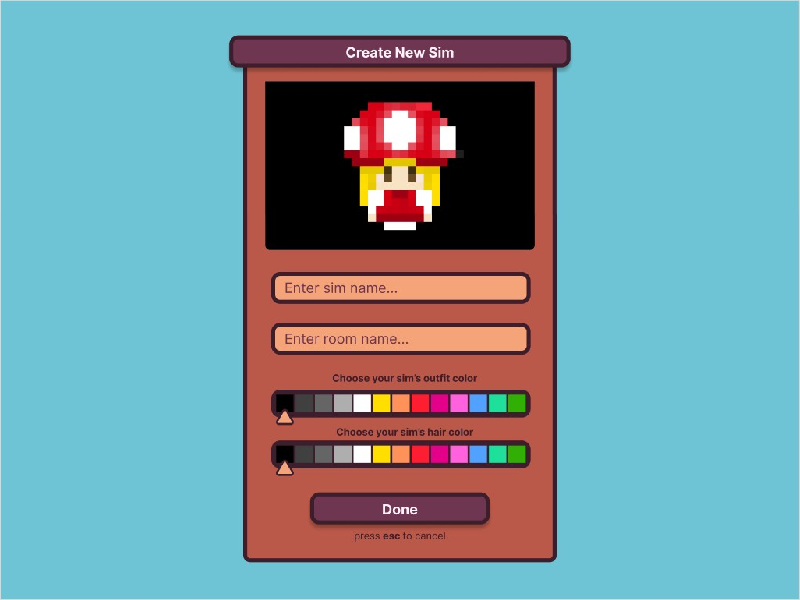 Create New Sim
Enter sim name...
Enter room name...
Choose your sim's outfit color
Choose your sim's hair color
Done
press esc to cancel